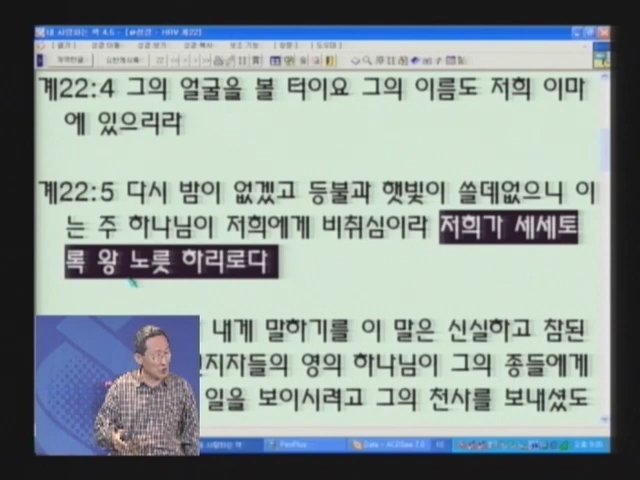 계22:4 그의 얼굴을 볼 터이요 그의 이름도 저희 이마
에 있으리라
계22:5 다시 밤이 없겠고 등불과 햇빛이 쓸데없으니 이
는 주 하나님이 저희에게 비취심이라 저희가 세세토
록 왕 노릇 하리로다
내게 말하기를 이 말은 신실하고 참된
선지자들의 영의 하나님이 그의 종들에게
일을 보이시려고 그의 천사를 보내셨도